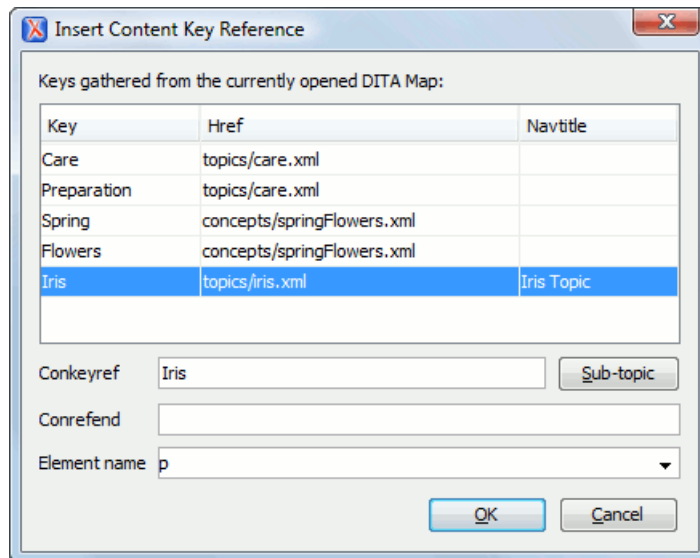 Insert Content Key Reference
Keys gathered from the currently opened DITA Map:
Key Href Navtitle
Care topics/care.xml
Preparation topics/care.xml
Spring concepts/springFlowers.xml
Flowers concepts/springFlowers.xml
Iris topics/iris.xml Iris Topic
Conkeyref Iris Sub-topic
Conrefend
Element name p
OK Cancel